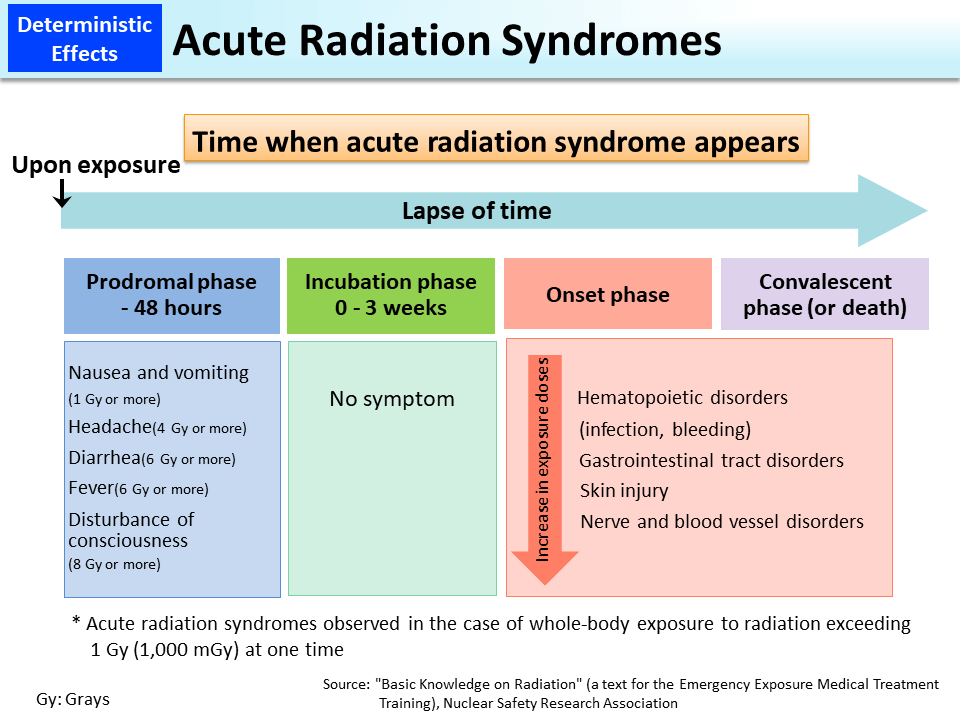 Deterministic
Effects
Acute Radiation Syndromes
Time when acute radiation syndrome appears
Upon exposure
Lapse of time
Prodromal phase
- 48 hours
Incubation phase
0 - 3 weeks
Onset phase
Convalescent
phase (or death)
Nausea and vomiting
(1 Gy or more)
Headache(4 Gy or more)
Diarrhea(6 Gy or more)
Fever(6 Gy or more)
Disturbance of
consciousness
(8 Gy or more)
No symptom
Increase in exposure doses
Hematopoietic disorders
(infection, bleeding)
Gastrointestinal tract disorders
Skin injury
Nerve and blood vessel disorders
* Acute radiation syndromes observed in the case of whole-body exposure to radiation exceeding
1 Gy (1,000 mGy) at one time
Gy: Grays
Source: "Basic Knowledge on Radiation" (a text for the Emergency Exposure Medical Treatment
Training), Nuclear Safety Research Association